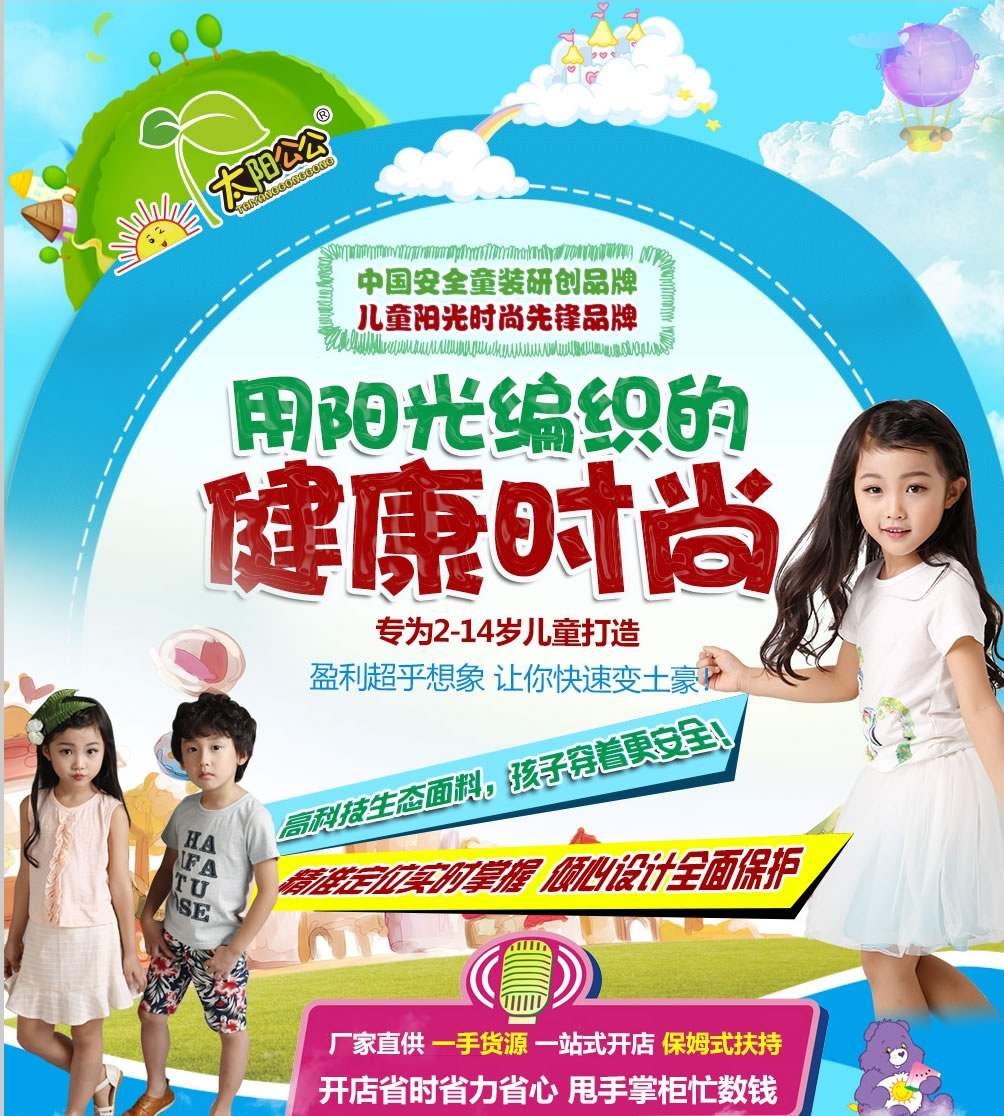 太阳公公®
TAIYANGGONGGONG
中国安全童装研创品牌
儿童阳光时尚先锋品牌
用阳光编织的
健康时尚
专为2-14岁儿童打造
盈利超乎想象 让你快速变土豪!
高科技生态面料,孩子穿着更安全!
精准定位实时掌握 倾心设计全面保护
HA
AFA
TU
SE
厂家直供 一手货源 一站式开店 保姆式扶持
开店省时省力省心 甩手掌柜忙数钱